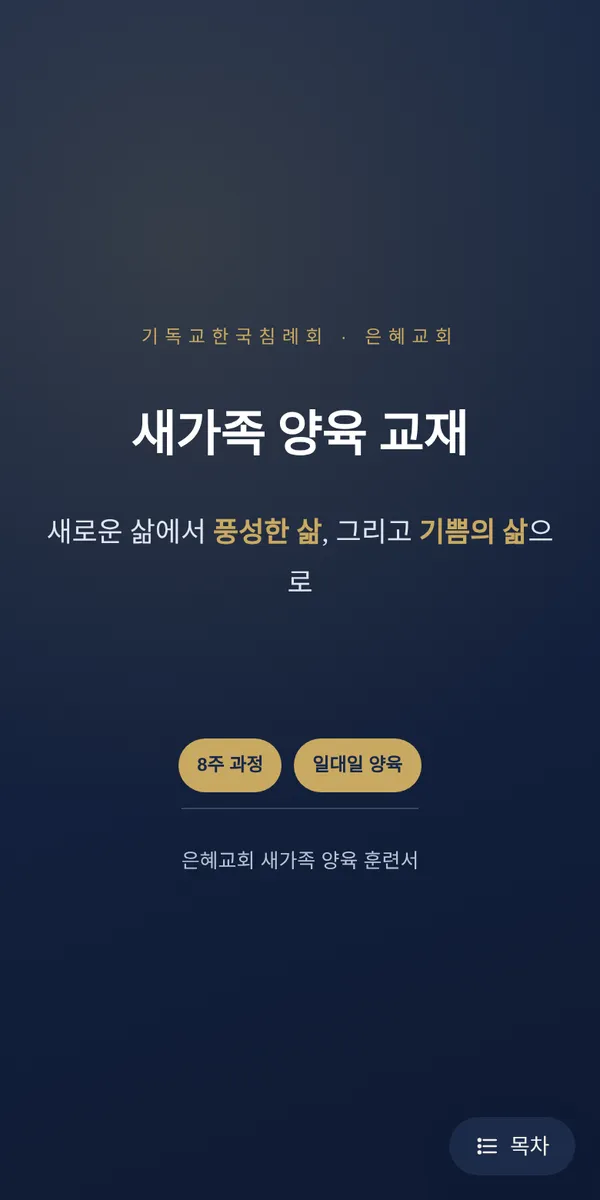 기독교한국침례회 · 은혜교회
새가족 양육 교재
새로운 삶에서 풍성한 삶, 그리고 기쁨의 삶으
로
8주 과정 일대일 양육
은혜교회 새가족 양육 훈련서
목차